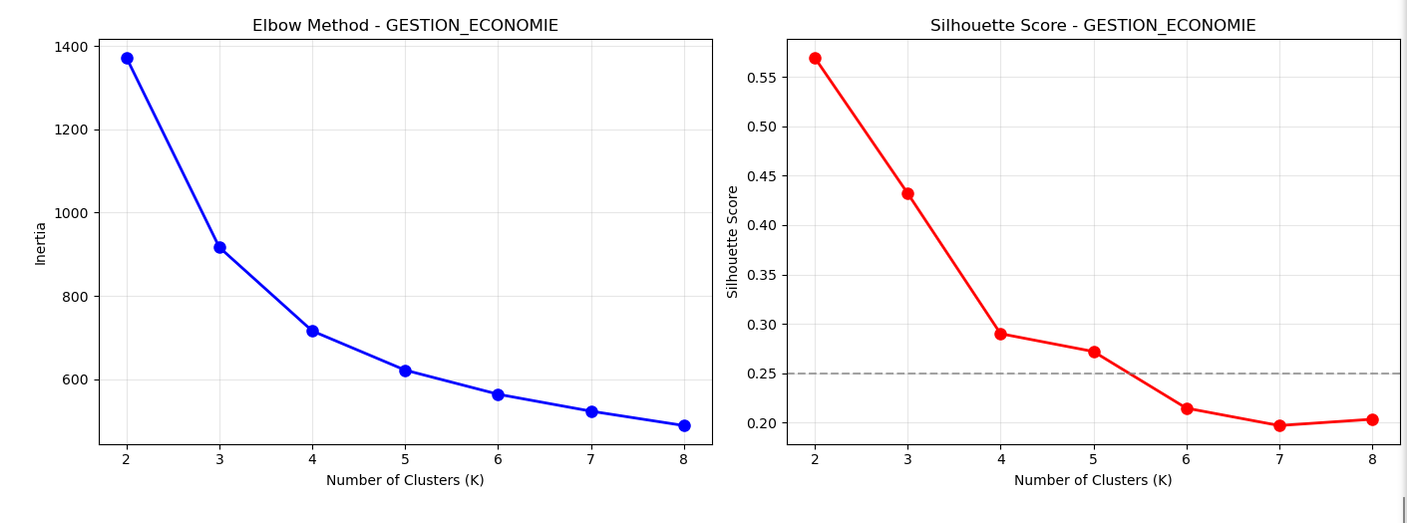 Elbow Method - GESTION_ECONOMIE
1400
1200
1000
800
600
Inertia
2 3 4 5 6 7 8
Number of Clusters (K)
Silhouette Score - GESTION_ECONOMIE
0.55
0.50
0.45
0.40
0.35
0.30
0.25
0.20
Silhouette Score
2 3 4 5 6 7 8
Number of Clusters (K)